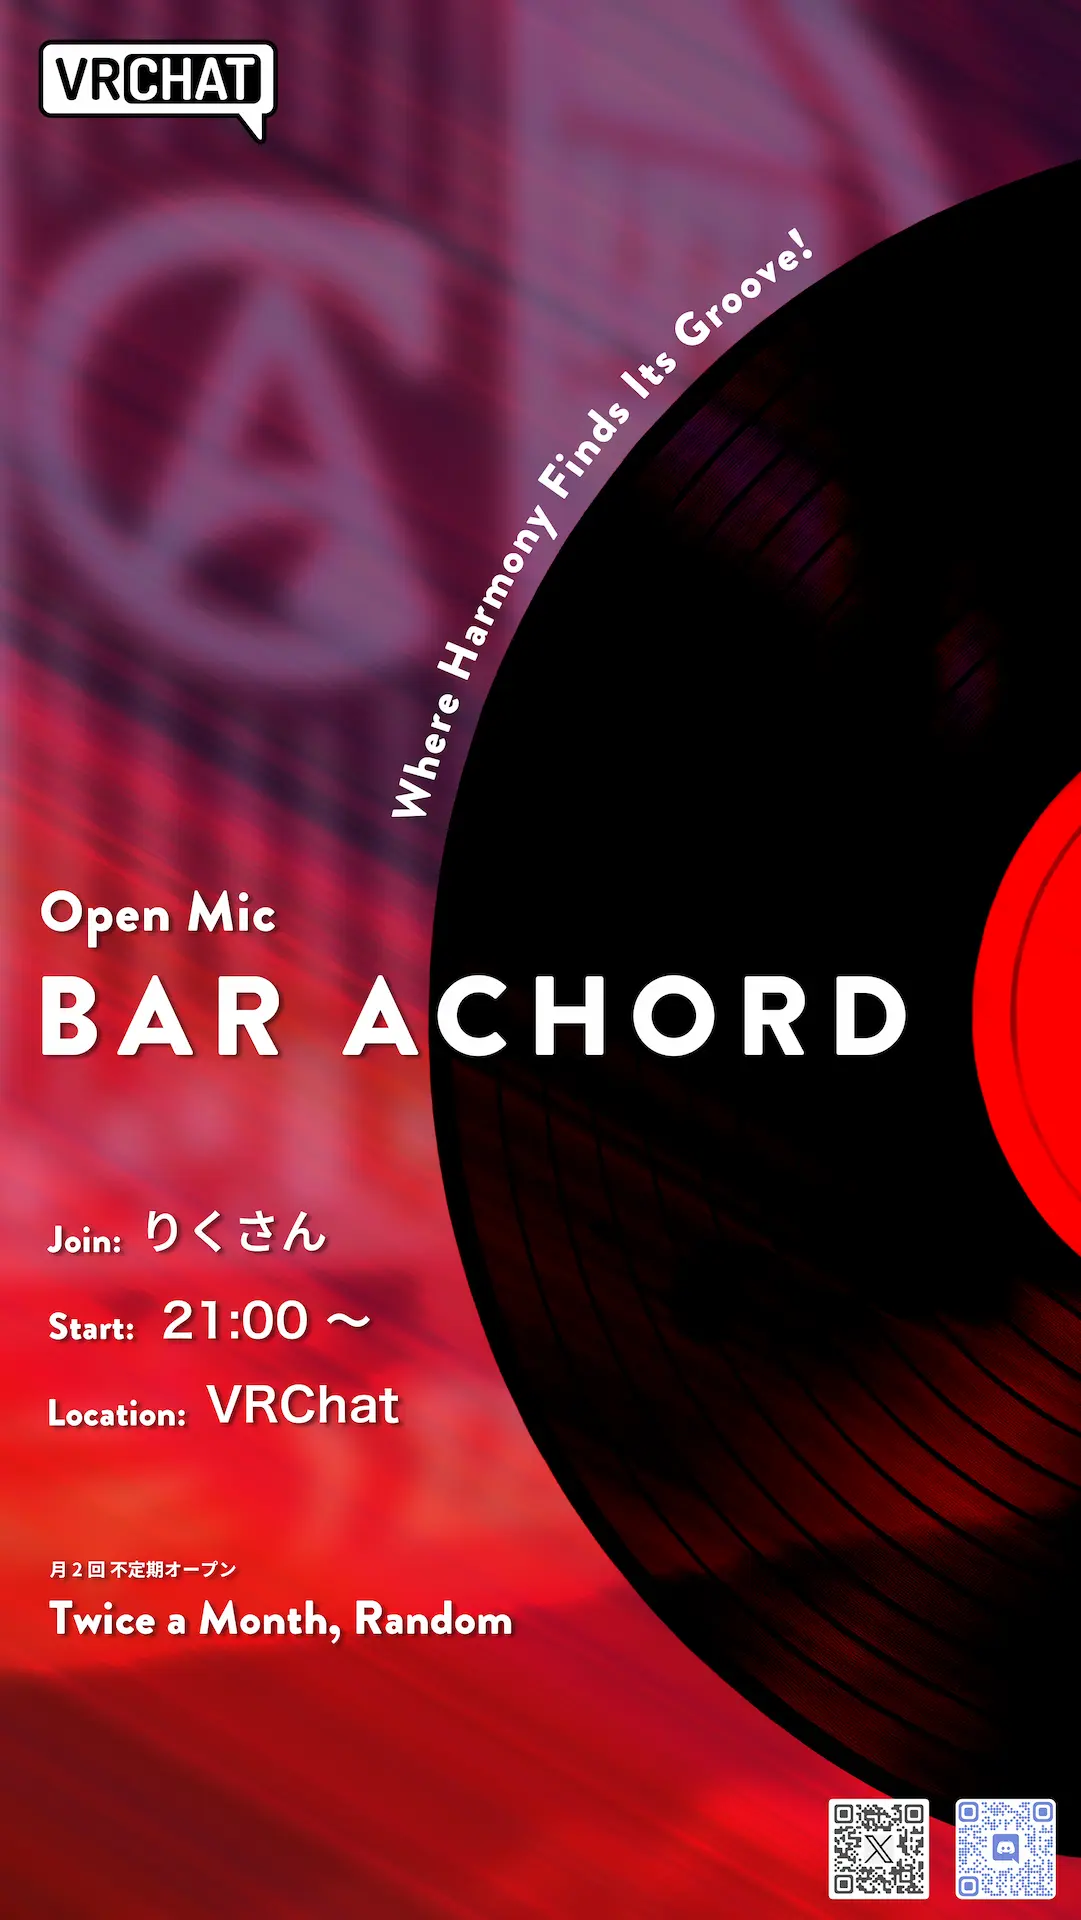 VRCHAT
Where Harmony Finds Its Groove!
Open Mic
BAR ACHORD
Join: りくさん
Start: 21:00 〜
Location: VRChat
月2回 不定期オープン
Twice a Month, Random